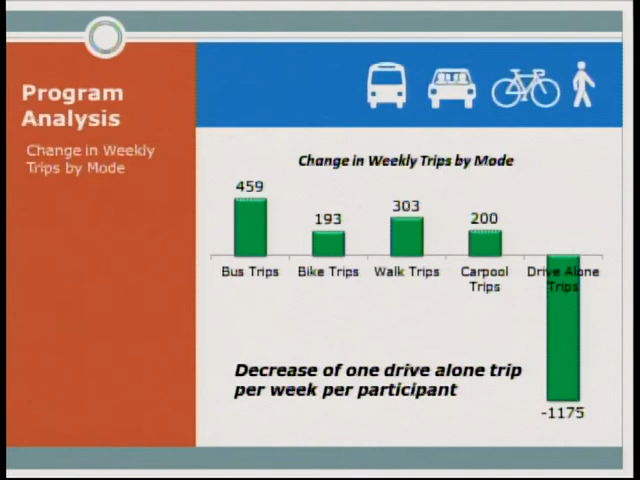 Program
Analysis
Change in Weekly
Trips by Mode
Change in Weekly Trips by Mode
459
193
303
200
Bus Trips
Bike Trips
Walk Trips
Carpool
Trips
Drive Alone
Trips
-1175
Decrease of one drive alone trip
per week per participant